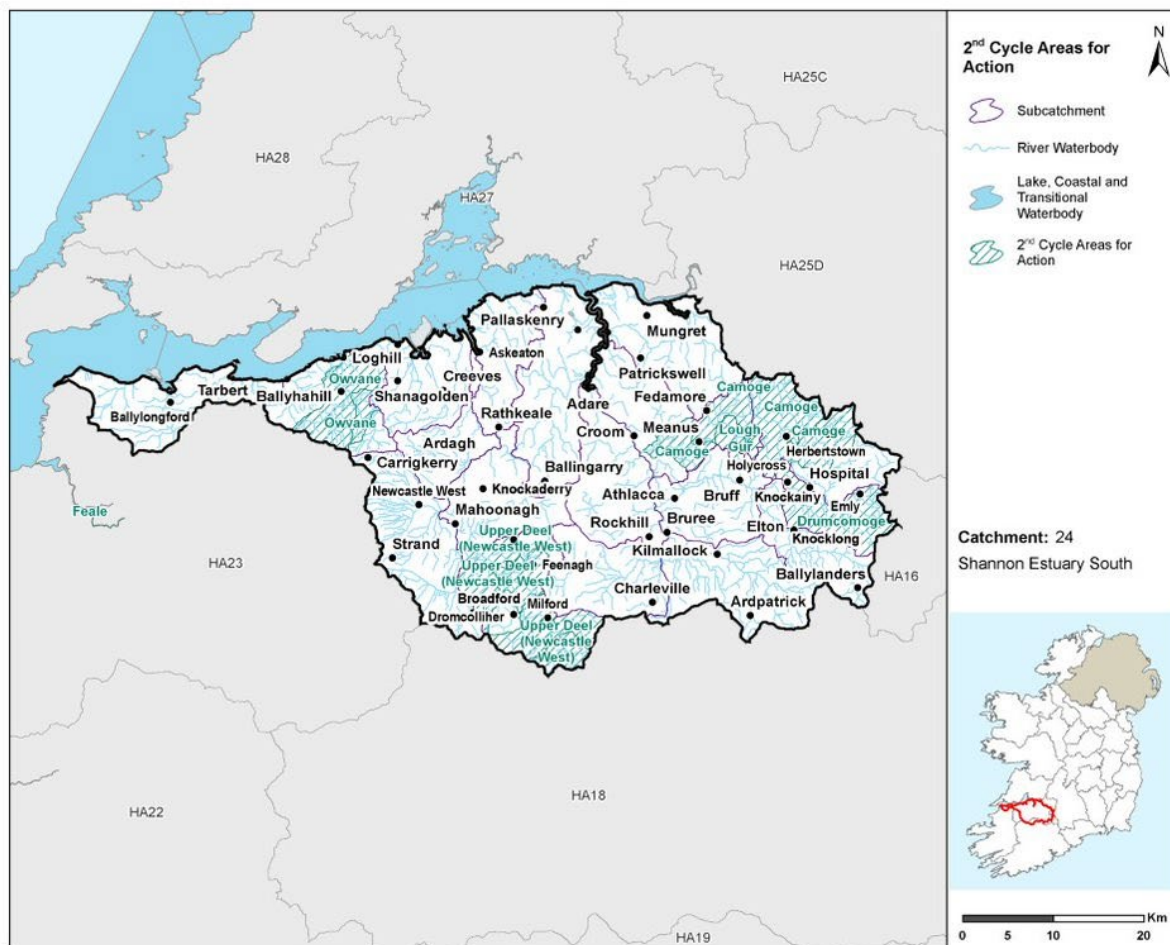 HA25C
HA28
HA27
HA25D
Pallaskenry
Mungret
Loghill
Askeaton
Owvane
Creeves
Patrickswell
Tarbert
Ballyhahill
Shanagolden
Fedamore
Camoge
Camoge
Ballylongford
Adare
Rathkeale
Owvane
Croom
Meanus
Lough
Gur
Camoge
Ardagh
Camoge
Herbertstown
Carrigkerry
Ballingarry
Holycross
Hospital
Newcastle West
Knockaderry
Athlacca
Bruff
Knockainy
Emly
Feale
Mahoonagh
Rockhill
Bruree
Elton
Drumcomoge
Upper Deel
(Newcastle West)
Knocklong
Strand
Kilmallock
HA23
Upper Deel
(Newcastle West)
Feenagh
Ballylanders
HA16
Charleville
Broadford
Milford
Ardpatrick
Dromcolliher
Upper Deel
(Newcastle
West)
HA18
HA22
HA19
2nd Cycle Areas for
Action
N
Subcatchment
River Waterbody
Lake, Coastal and
Transitional
Waterbody
2nd Cycle Areas for
Action
Catchment: 24
Shannon Estuary South
Km
0 5 10 20